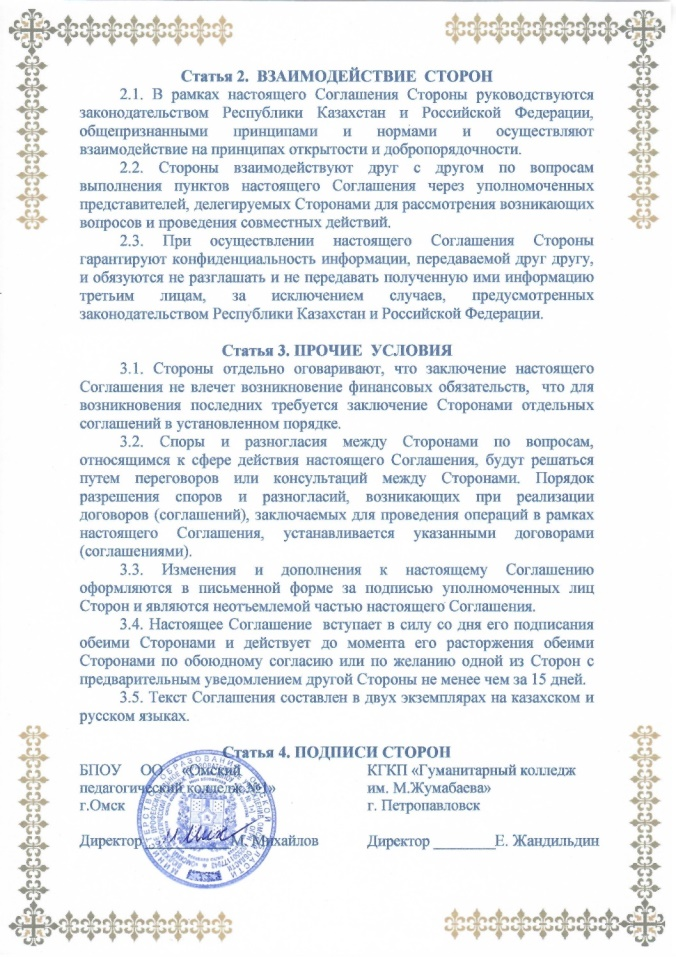 Статья 2. ВЗАИМОДЕЙСТВИЕ СТОРОН
2.1. В рамках настоящего Соглашения Стороны руководствуются
законодательством Республики Казахстан и Российской Федерации,
общепризнанными принципами и нормами и осуществляют
взаимодействие на принципах открытости и добропорядочности.
2.2. Стороны взаимодействуют друг с другом по вопросам
выполнения пунктов настоящего Соглашения через уполномоченных
представителей, делегируемых Сторонами для рассмотрения возникающих
вопросов и проведения совместных действий.
2.3. При осуществлении настоящего Соглашения Стороны
гарантируют конфиденциальность информации, передаваемой друг другу,
и обязуются не разглашать и не передавать полученную ими информацию
третьим лицам, за исключением случаев, предусмотренных
законодательством Республики Казахстан и Российской Федерации.
Статья 3. ПРОЧИЕ УСЛОВИЯ
3.1. Стороны отдельно оговаривают, что заключение настоящего
Соглашения не влечет возникновение финансовых обязательств, что для
возникновения последних требуется заключение Сторонами отдельных
соглашений в установленном порядке.
3.2. Споры и разногласия между Сторонами по вопросам,
относящимся к сфере действия настоящего Соглашения, будут решаться
путем переговоров или консультаций между Сторонами. Порядок
разрешения споров и разногласий, возникающих при реализации
договоров (соглашений), заключаемых для проведения операций в рамках
настоящего Соглашения, устанавливается указанными договорами
(соглашениями).
3.3. Изменения и дополнения к настоящему Соглашению
оформляются в письменной форме за подписью уполномоченных лиц
Сторон и являются неотъемлемой частью настоящего Соглашения.
3.4. Настоящее Соглашение вступает в силу со дня его подписания
обеими Сторонами и действует до момента его расторжения обеими
Сторонами по обоюдному согласию или по желанию одной из Сторон с
предварительным уведомлением другой Стороны не менее чем за 15 дней.
3.5. Текст Соглашения составлен в двух экземплярах на казахском и
русском языках.
Статья 4. ПОДПИСИ СТОРОН
БПОУ ОО «Омский
педагогический колледж №1»
г.Омск
Директор __________ М. Михайлов
КГКП «Гуманитарный колледж
им. М.Жумабаева»
г. Петропавловск
Директор ________Е. Жандильдин
МИНИСТЕРСТВО ОБРАЗОВАНИЯ ОМСКОЙ ОБЛАСТИ